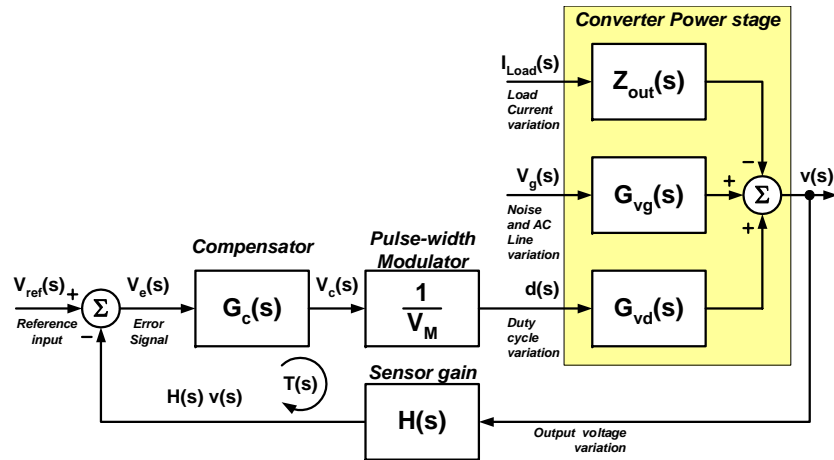 Converter Power stage
I_Load(s)
Load
Current
variation
Z_out(s)
−
V_g(s)
Noise
and AC
Line
variation
G_vg(s)
+
Σ
v(s)
+
Compensator
Pulse-width
Modulator
V_ref(s)
+
Reference
input
Σ
−
V_e(s)
Error
Signal
G_c(s)
V_c(s)
1
V_M
d(s)
Duty
cycle
variation
G_vd(s)
T(s)
Sensor gain
H(s) v(s)
H(s)
Output voltage
variation